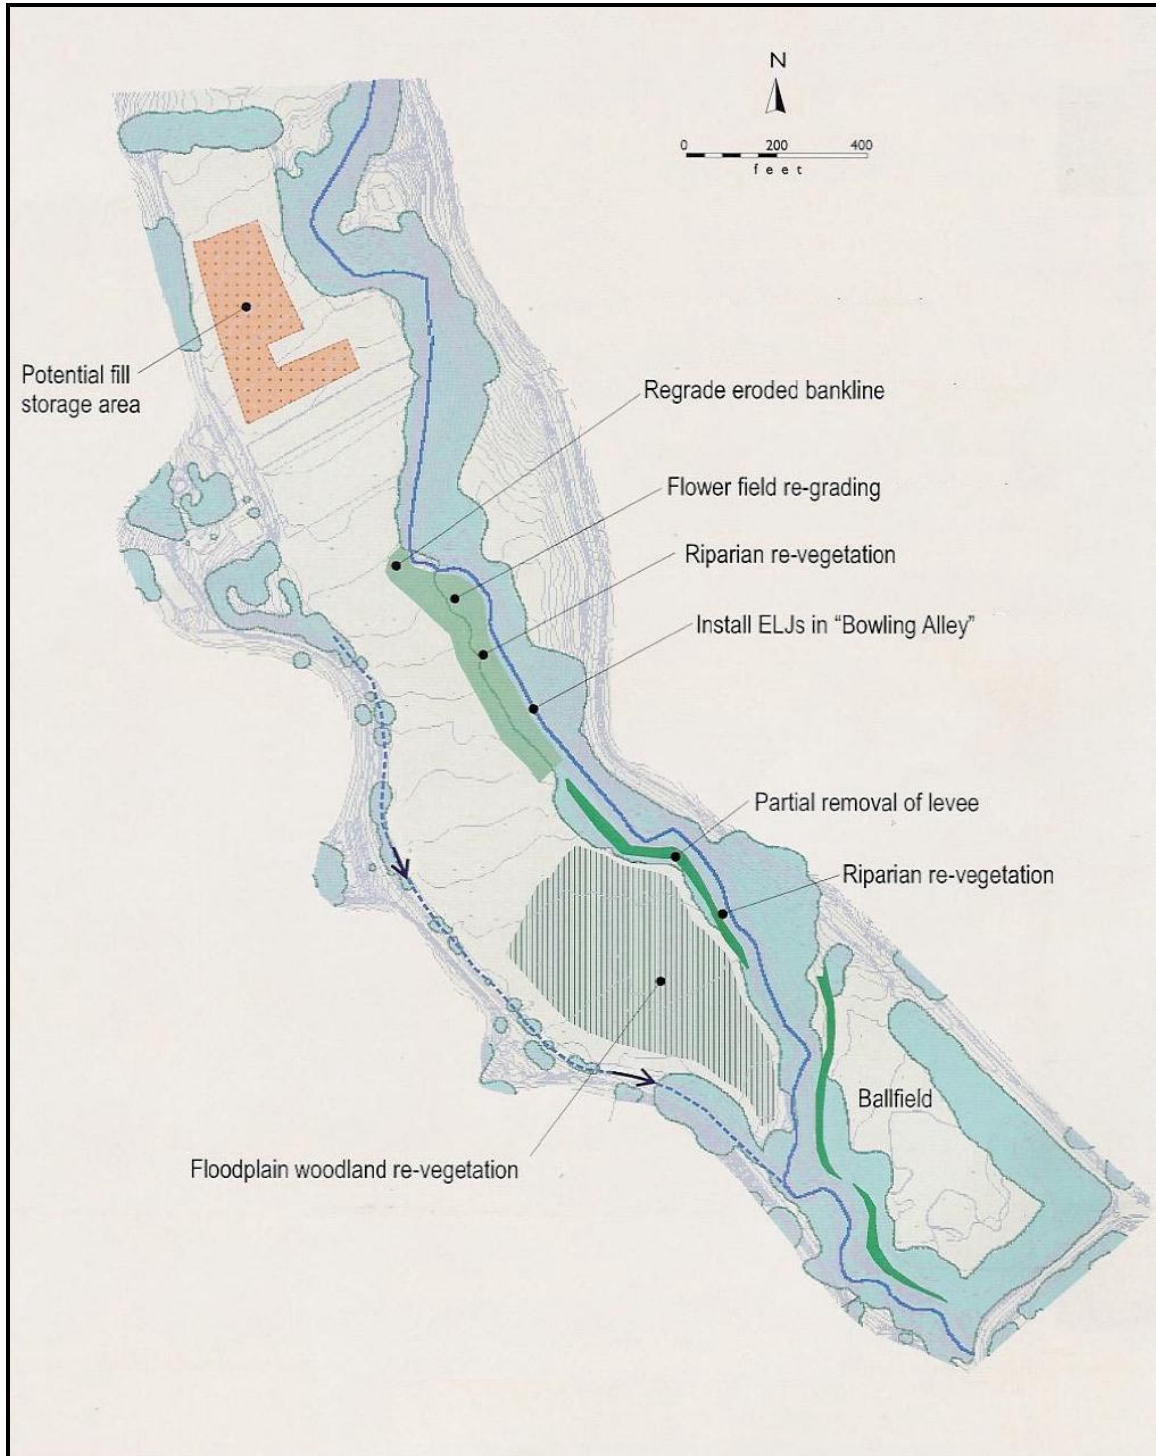 N
0 200 400
feet
Potential fill
storage area
Regrade eroded bankline
Flower field re-grading
Riparian re-vegetation
Install ELJs in “Bowling Alley”
Partial removal of levee
Riparian re-vegetation
Ballfield
Floodplain woodland re-vegetation